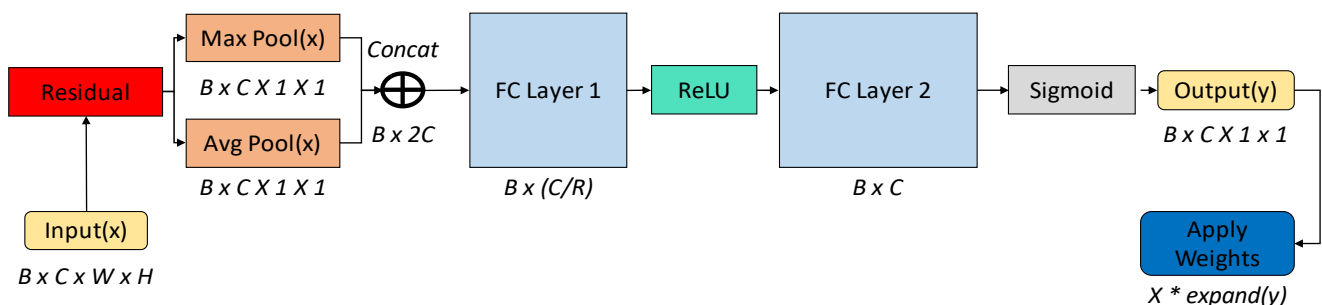 Residual
Input(x)
B x C x W x H
Max Pool(x)
B x C X 1 X 1
Avg Pool(x)
B x C X 1 X 1
Concat
B x 2C
FC Layer 1
B x (C/R)
ReLU
FC Layer 2
B x C
Sigmoid
Output(y)
B x C X 1 x 1
Apply
Weights
X * expand(y)